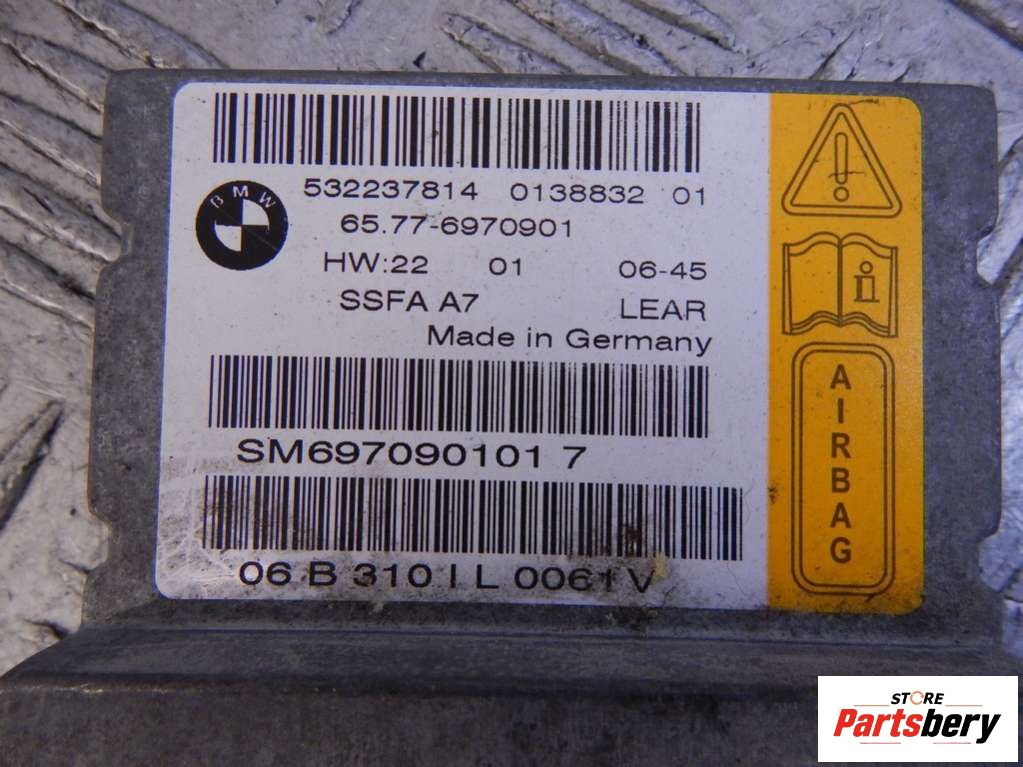 532237814 0138832 01
BMW
65.77-6970901
HW:22 01 06-45
SSFA A7 LEAR
Made in Germany
SM697090101 7
06 B 310 I L 0061 V
AIRBAG
STORE
Partsbery